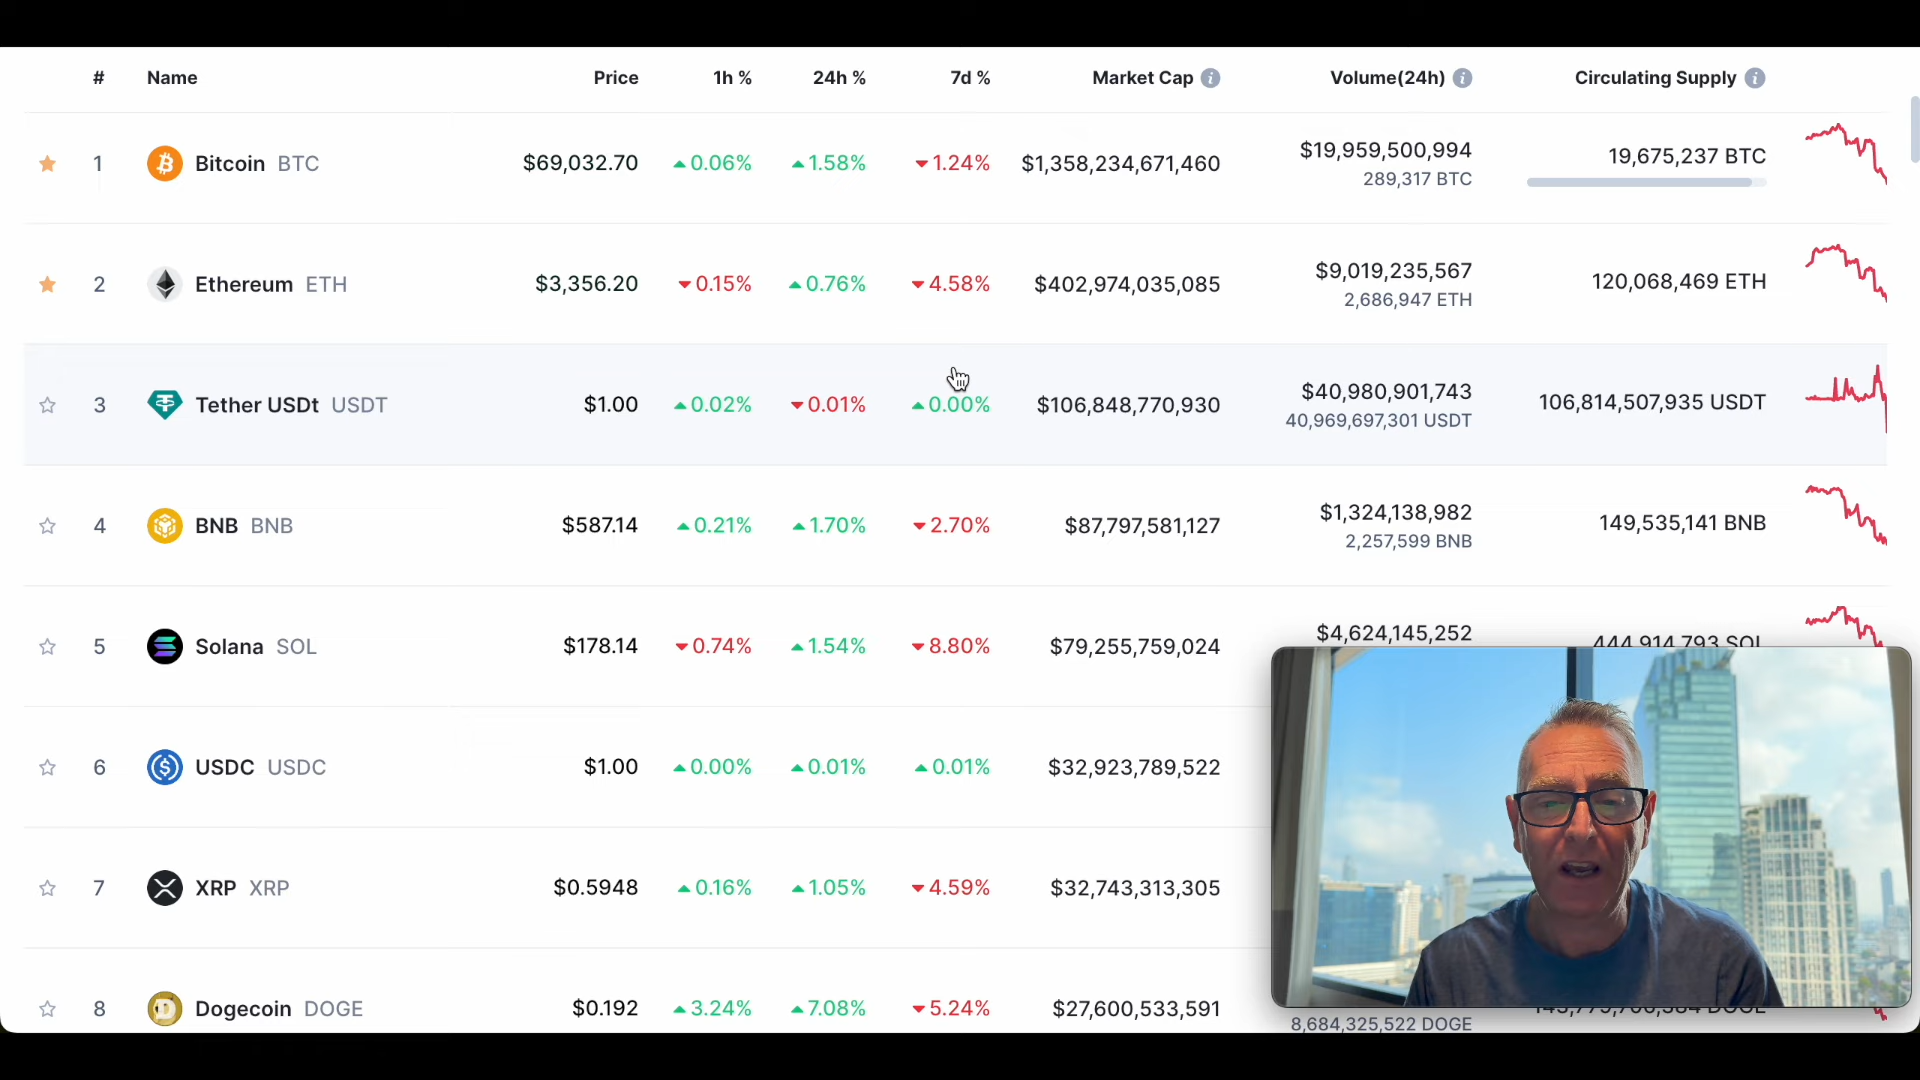 # Name Price 1h % 24h % 7d % Market Cap Volume(24h) Circulating Supply
1 Bitcoin BTC $69,032.70 0.06% 1.58% 1.24% $1,358,234,671,460 $19,959,500,994 19,675,237 BTC
289,317 BTC
2 Ethereum ETH $3,356.20 0.15% 0.76% 4.58% $402,974,035,085 $9,019,235,567 120,068,469 ETH
2,686,947 ETH
3 Tether USDt USDT $1.00 0.02% 0.01% 0.00% $106,848,770,930 $40,980,901,743 106,814,507,935 USDT
40,969,697,301 USDT
4 BNB BNB $587.14 0.21% 1.70% 2.70% $87,797,581,127 $1,324,138,982 149,535,141 BNB
2,257,599 BNB
5 Solana SOL $178.14 0.74% 1.54% 8.80% $79,255,759,024 $4,624,145,252 444,914,793 SOL
6 USDC USDC $1.00 0.00% 0.01% 0.01% $32,923,789,522
7 XRP XRP $0.5948 0.16% 1.05% 4.59% $32,743,313,305
8 Dogecoin DOGE $0.192 3.24% 7.08% 5.24% $27,600,533,591
8,684,325,522 DOGE